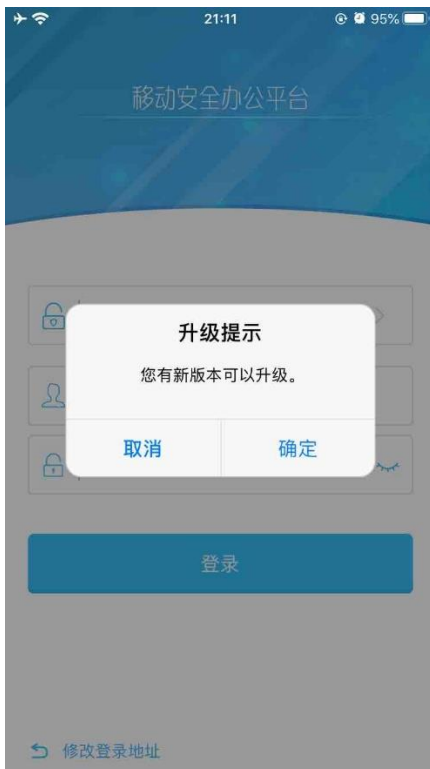 21:11
95%
移动安全办公平台
升级提示
您有新版本可以升级。
取消
确定
登录
修改登录地址